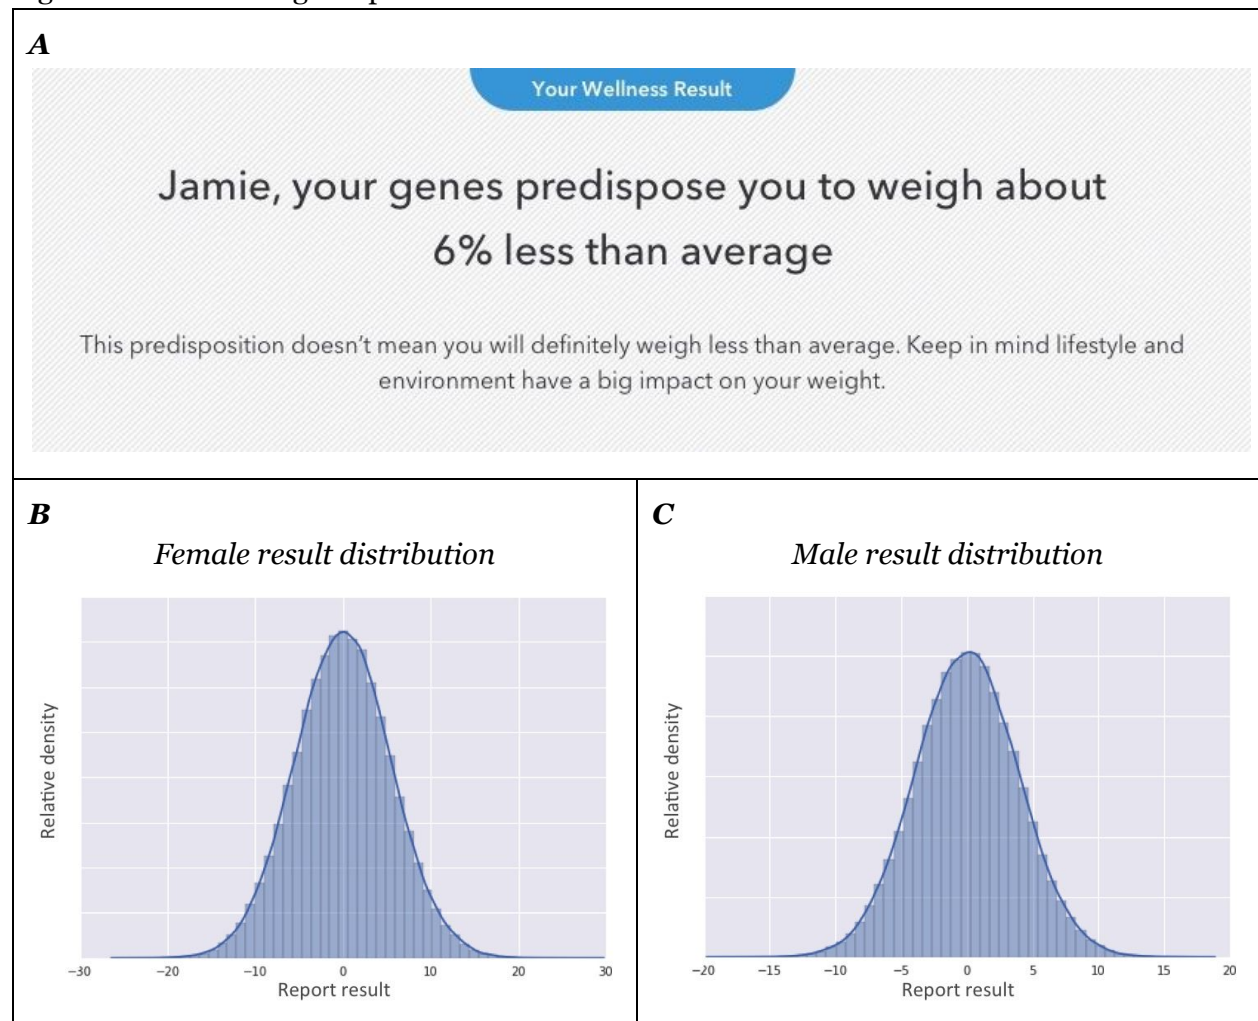 A
Your Wellness Result
Jamie, your genes predispose you to weigh about
6% less than average
This predisposition doesn't mean you will definitely weigh less than average. Keep in mind lifestyle and
environment have a big impact on your weight.
B
Female result distribution
Relative density
−30 −20 −10 0 10 20 30
Report result
C
Male result distribution
Relative density
−20 −15 −10 −5 0 5 10 15 20
Report result